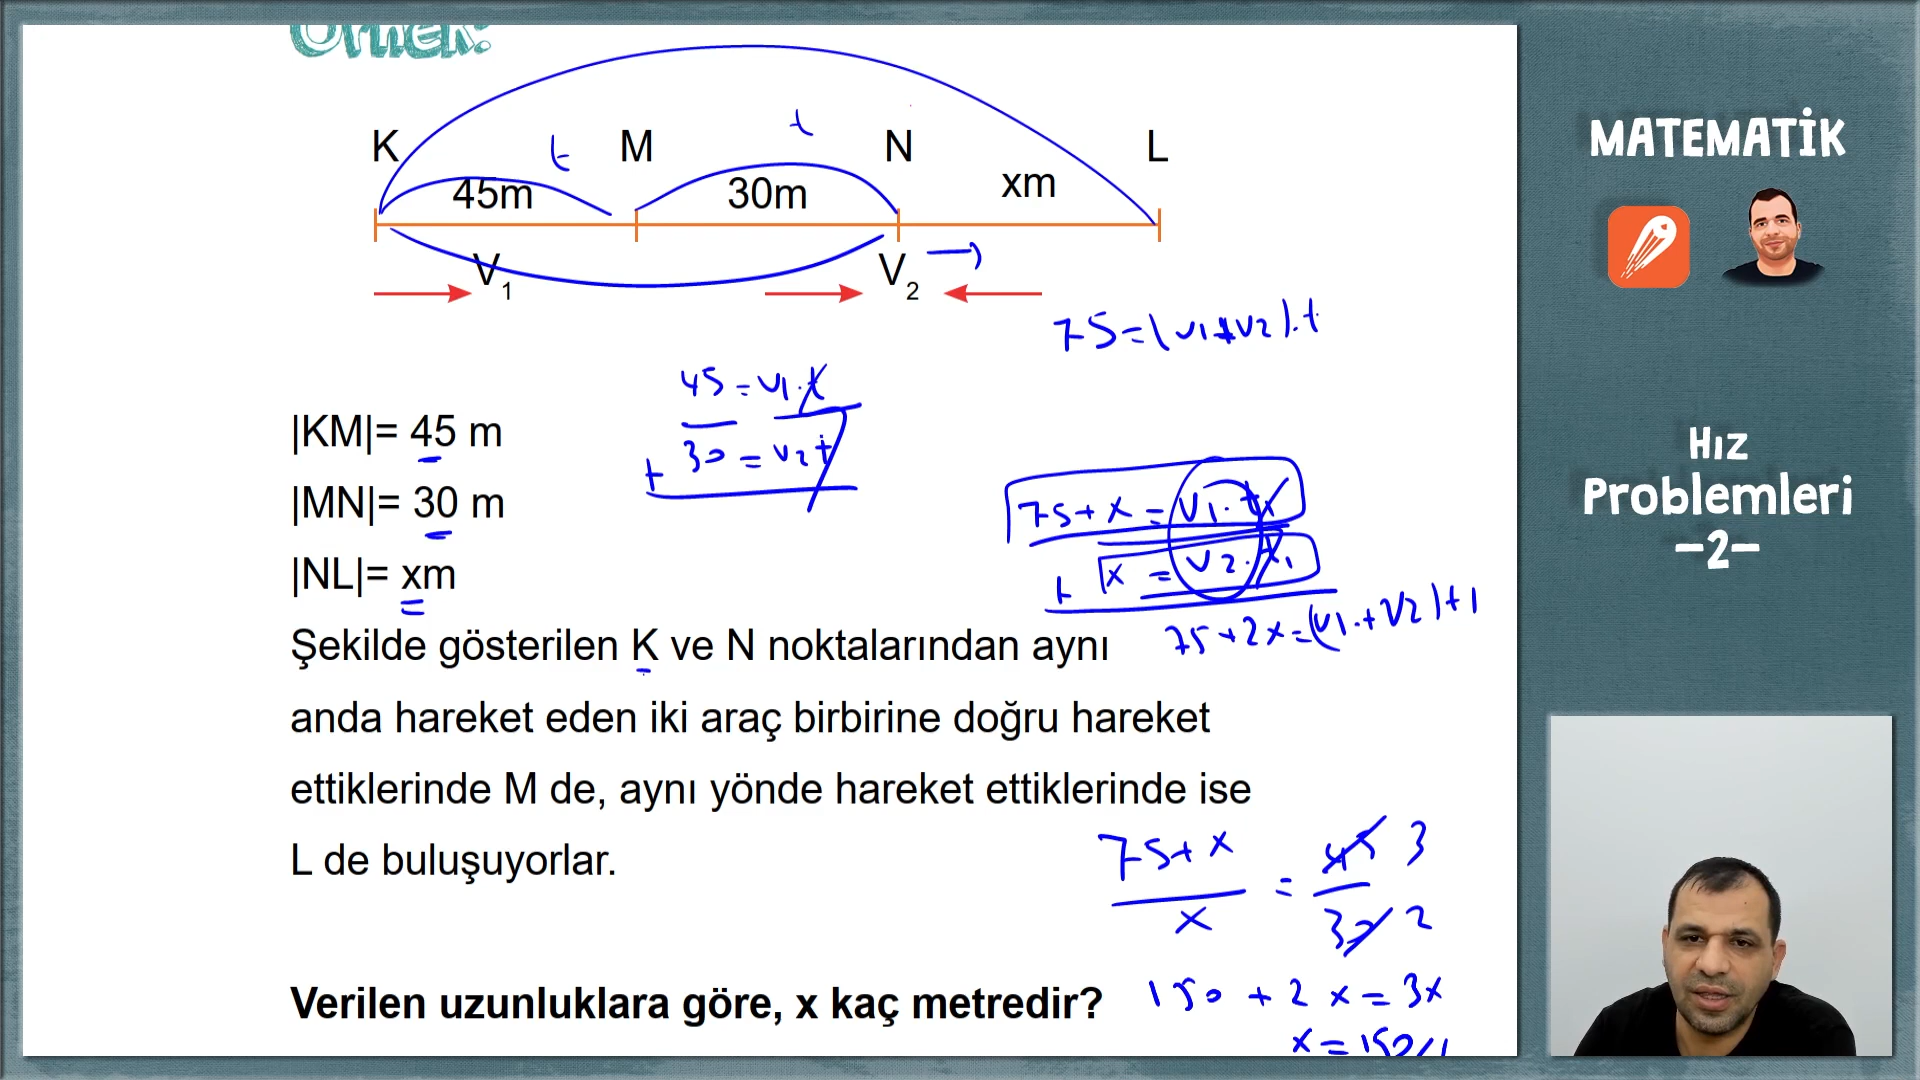 Örnek:
t
K M N L
t
45m 30m xm
V1 V2
75=(v1+v2).t
45=v1.t
+ 30=v2t
|KM|= 45 m
|MN|= 30 m
|NL|= xm
75+x=v1.t1
+ x=v2.t1
75+2x=(v1.+v2)t1
Şekilde gösterilen K ve N noktalarından aynı
anda hareket eden iki araç birbirine doğru hareket
ettiklerinde M de, aynı yönde hareket ettiklerinde ise
L de buluşuyorlar.
75+x = 45 3
x 30 2
Verilen uzunluklara göre, x kaç metredir?
150+2x=3x
x=150
MATEMATİK
Hız
Problemleri
-2-